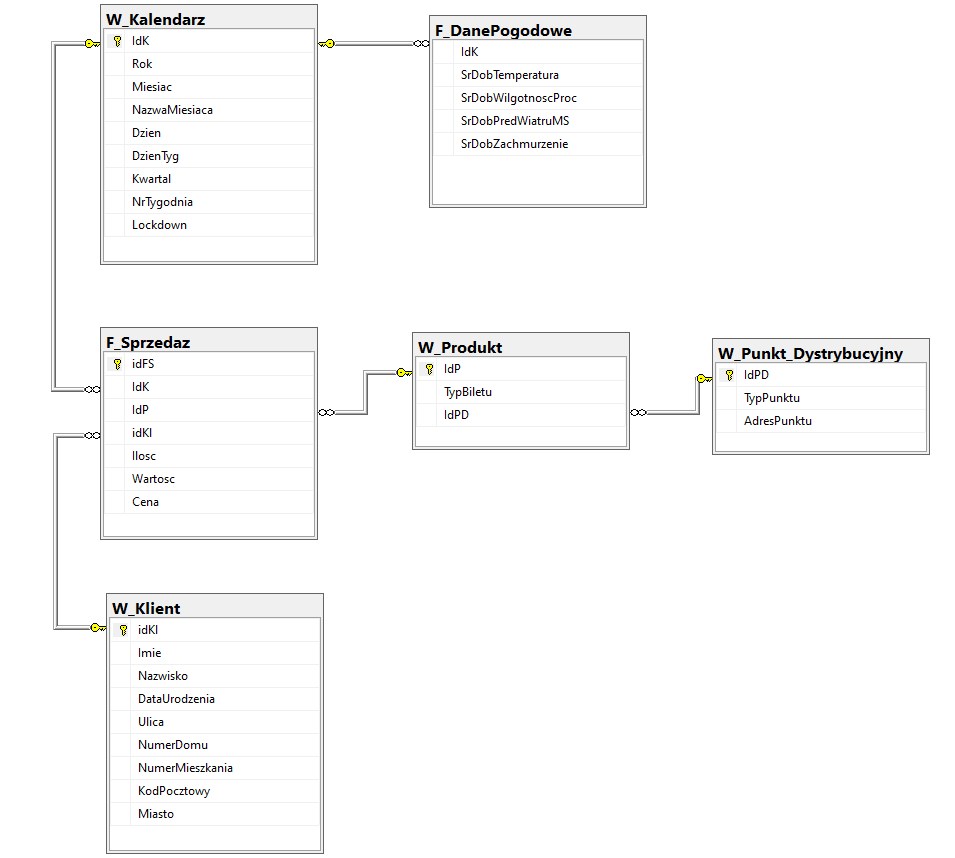 W_Kalendarz
IdK
Rok
Miesiac
NazwaMiesiaca
Dzien
DzienTyg
Kwartal
NrTygodnia
Lockdown
F_DanePogodowe
IdK
SrDobTemperatura
SrDobWilgotnoscProc
SrDobPredWiatruMS
SrDobZachmurzenie
F_Sprzedaz
idFS
IdK
IdP
idKl
Ilosc
Wartosc
Cena
W_Produkt
IdP
TypBiletu
IdPD
W_Punkt_Dystrybucyjny
IdPD
TypPunktu
AdresPunktu
W_Klient
idKl
Imie
Nazwisko
DataUrodzenia
Ulica
NumerDomu
NumerMieszkania
KodPocztowy
Miasto